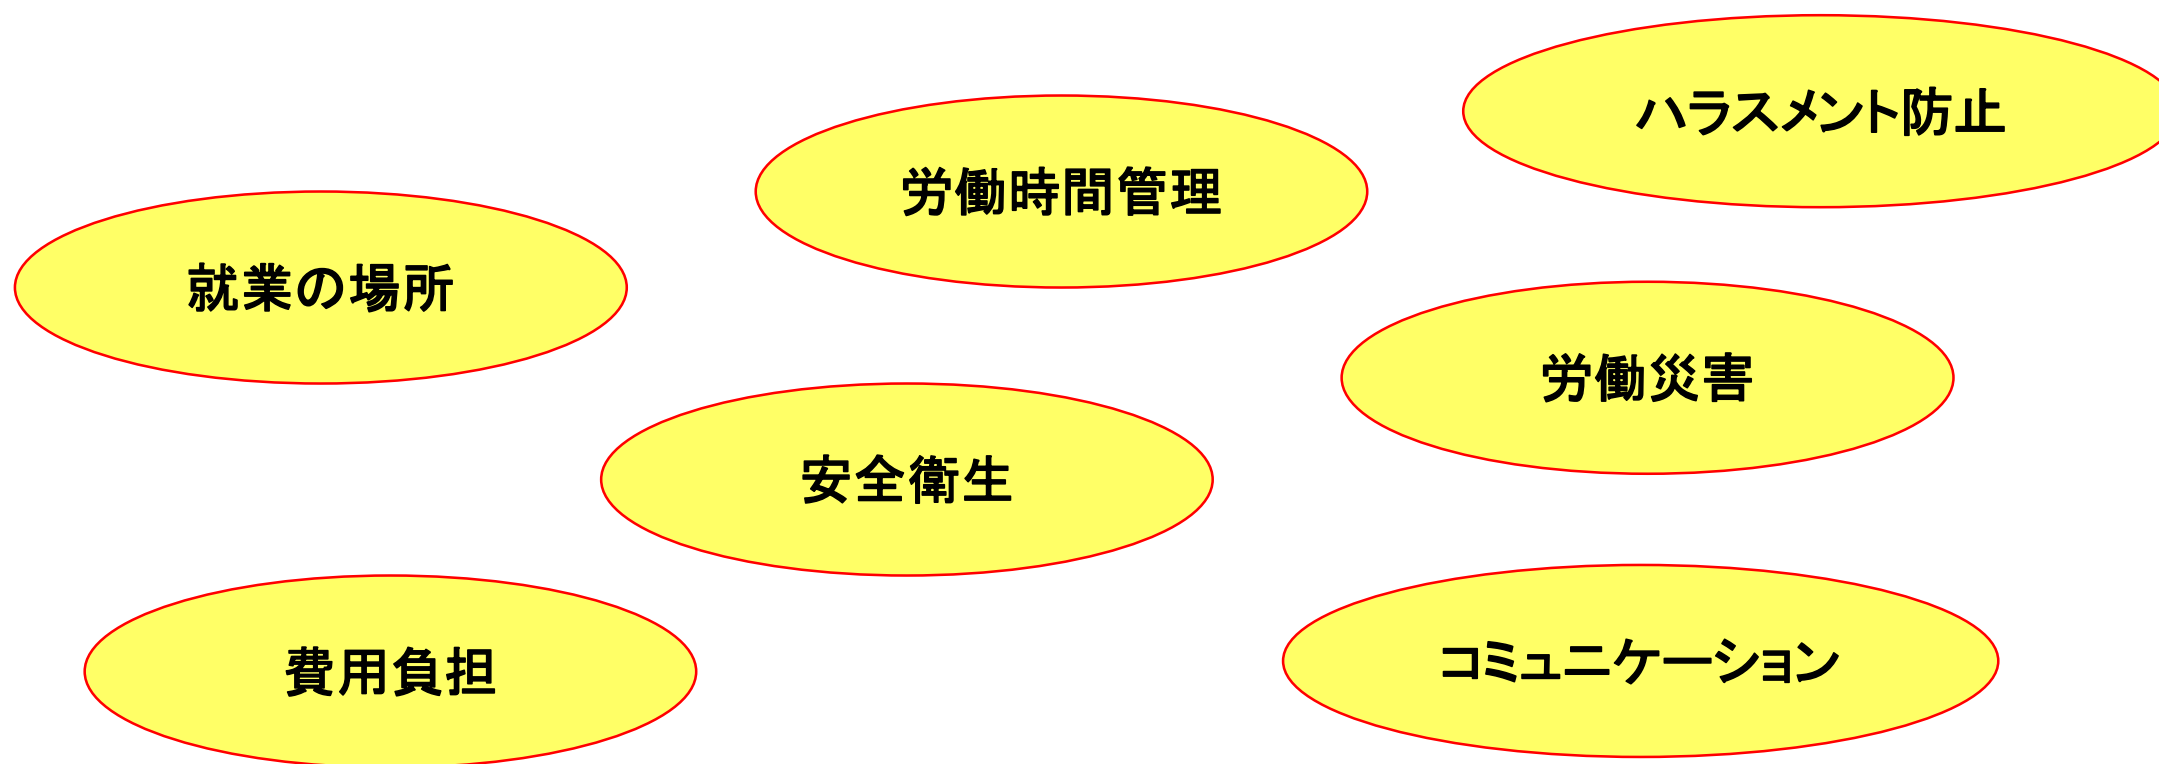 ハラスメント防止
労働時間管理
就業の場所
労働災害
安全衛生
費用負担
コミュニケーション